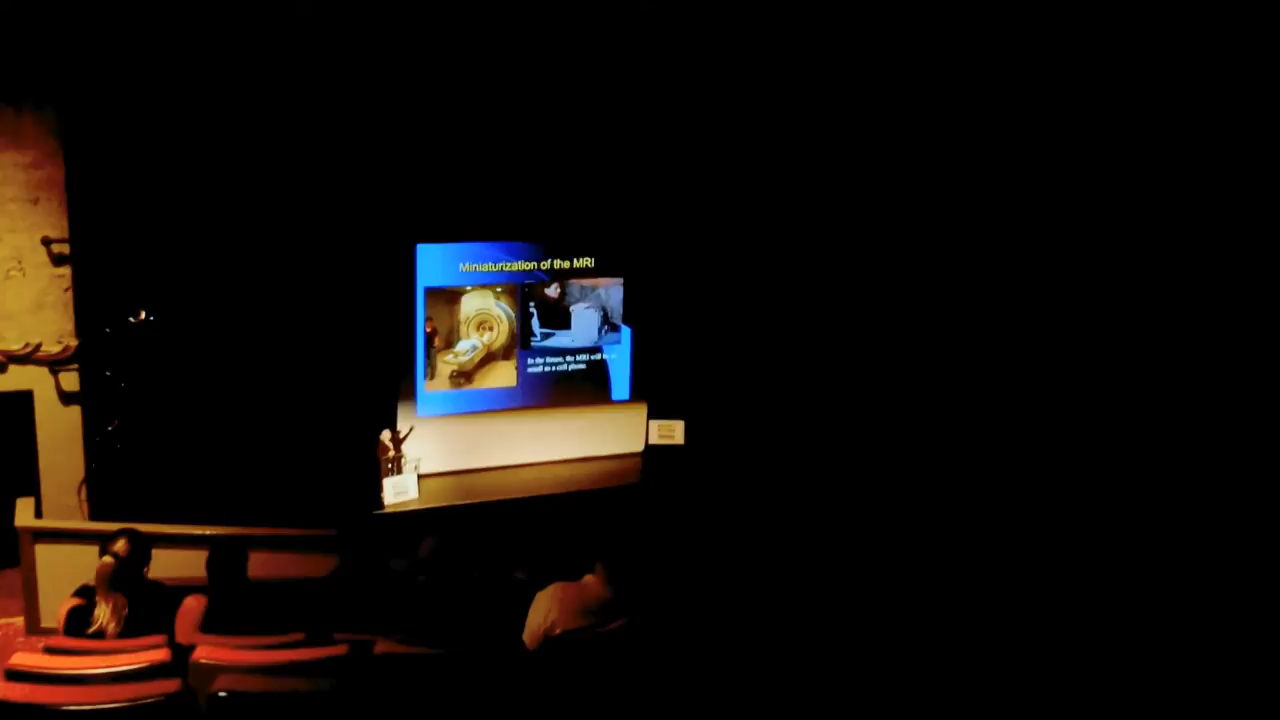 Miniaturization of the MRI
In the future, the MRI will be as
small as a cell phone.